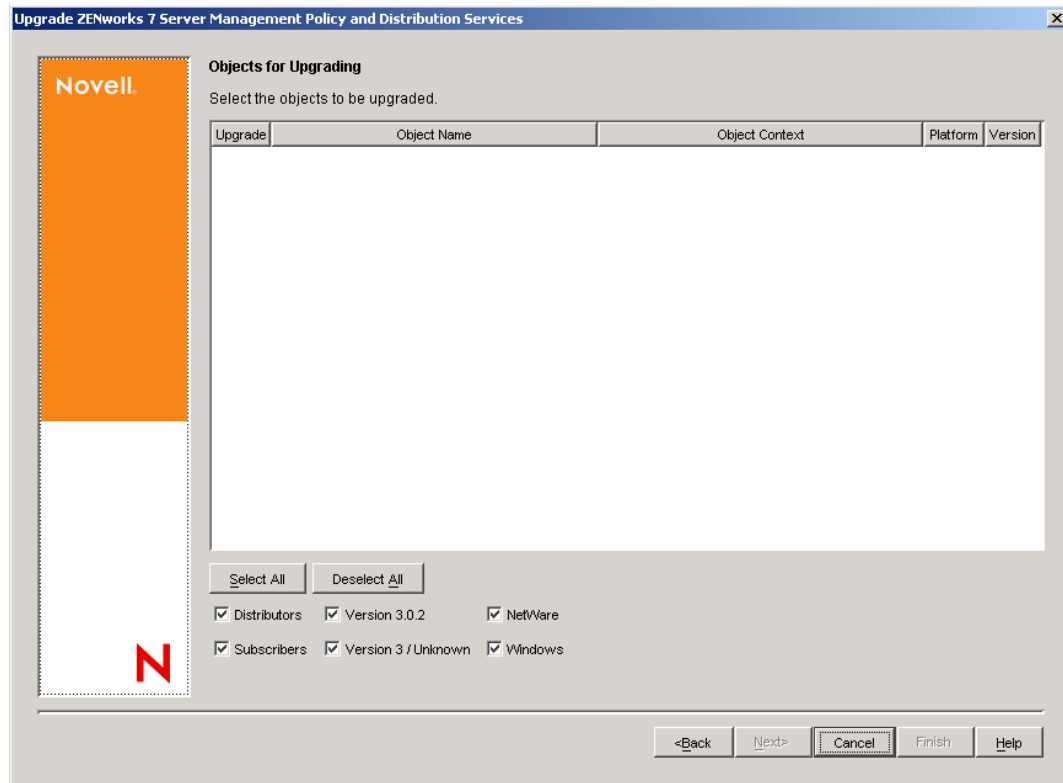 Upgrade ZENworks 7 Server Management Policy and Distribution Services
Novell.
Objects for Upgrading
Select the objects to be upgraded.
Upgrade Object Name Object Context Platform Version
Select All Deselect All
Distributors Version 3.0.2 NetWare
Subscribers Version 3 / Unknown Windows
N
<Back Next> Cancel Finish Help